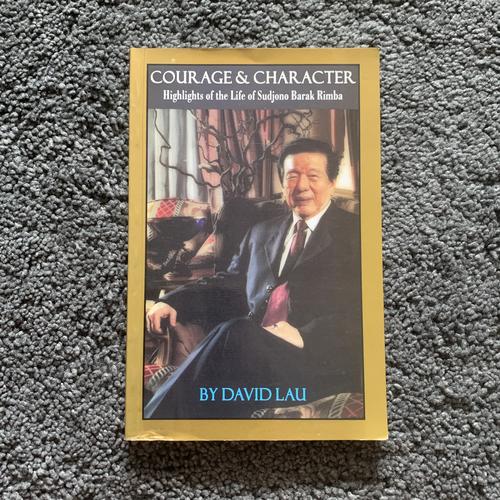 COURAGE & CHARACTER
Highlights of the Life of Sudjono Barak Rimba
BY DAVID LAU